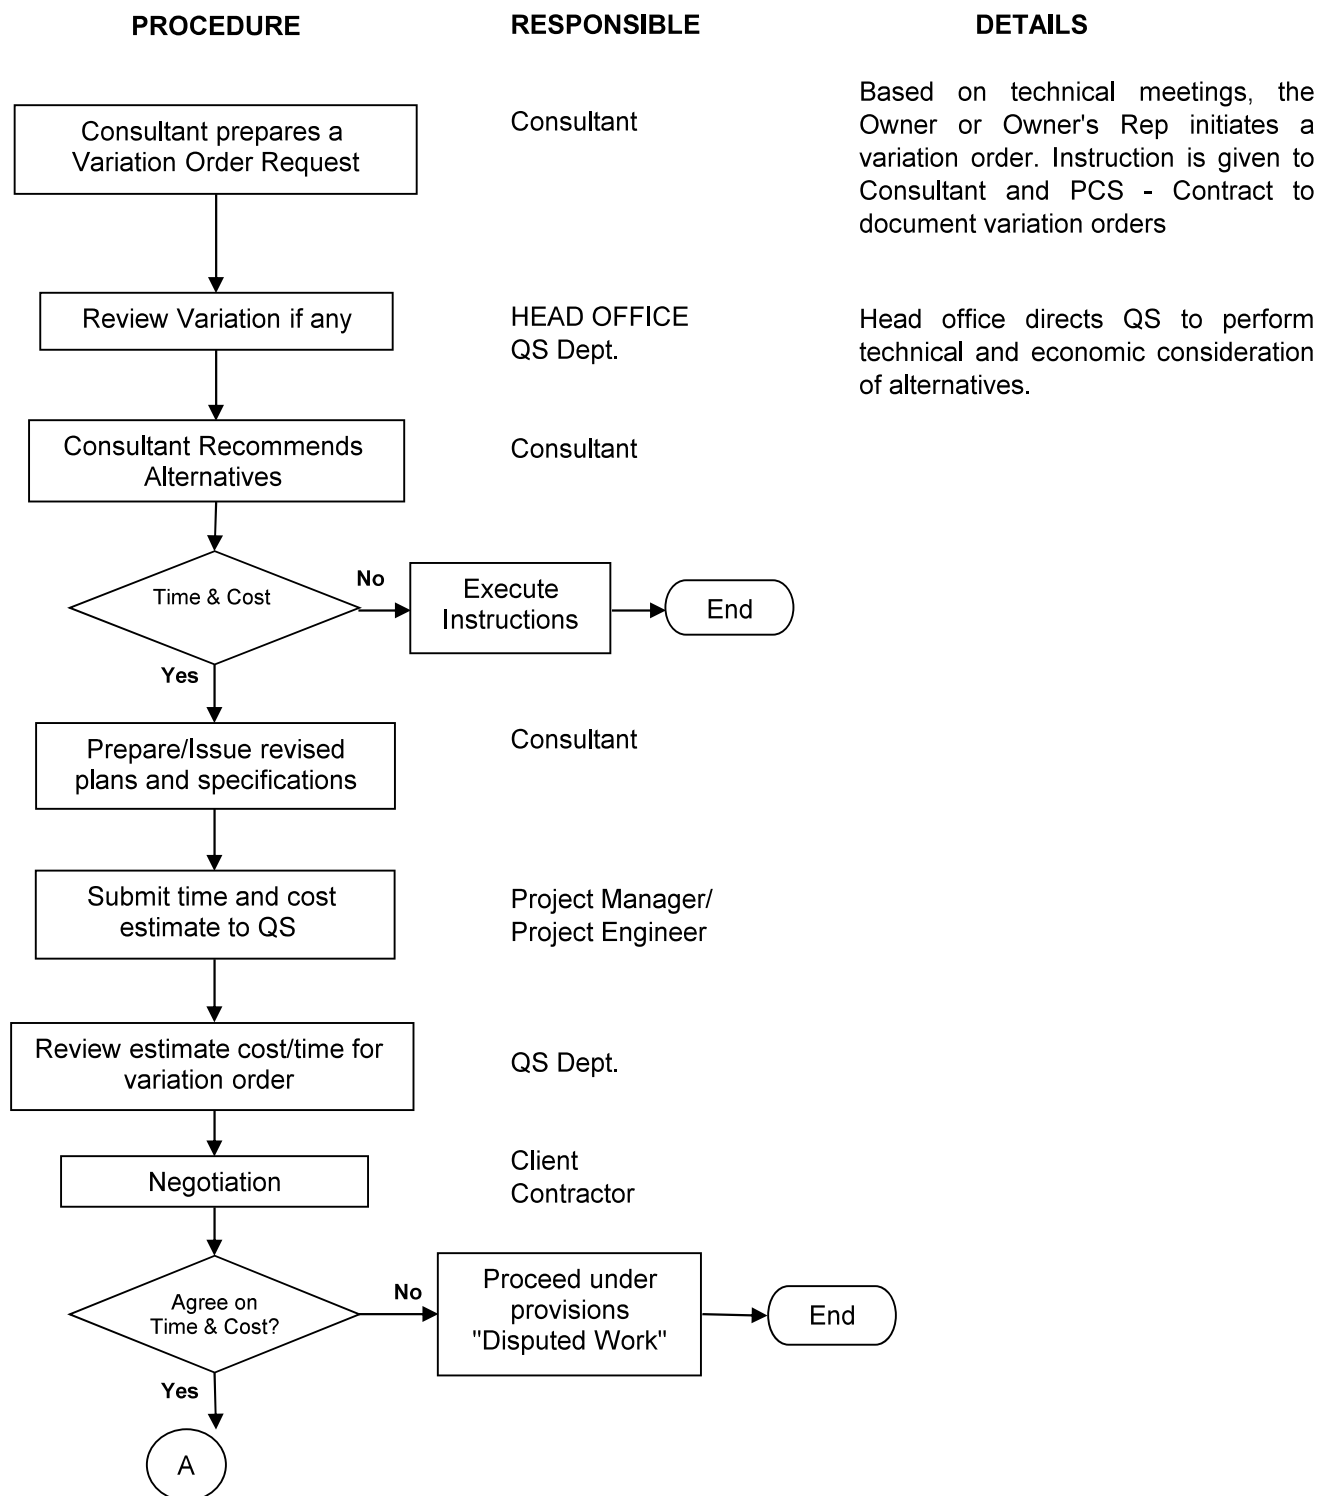 PROCEDURE
RESPONSIBLE
DETAILS
Consultant prepares a
Variation Order Request
Consultant
Based on technical meetings, the
Owner or Owner's Rep initiates a
variation order. Instruction is given to
Consultant and PCS - Contract to
document variation orders
Review Variation if any
HEAD OFFICE
QS Dept.
Head office directs QS to perform
technical and economic consideration
of alternatives.
Consultant Recommends
Alternatives
Consultant
Time & Cost
No
Execute
Instructions
End
Yes
Prepare/Issue revised
plans and specifications
Consultant
Submit time and cost
estimate to QS
Project Manager/
Project Engineer
Review estimate cost/time for
variation order
QS Dept.
Negotiation
Client
Contractor
Agree on
Time & Cost?
No
Proceed under
provisions
"Disputed Work"
End
Yes
A